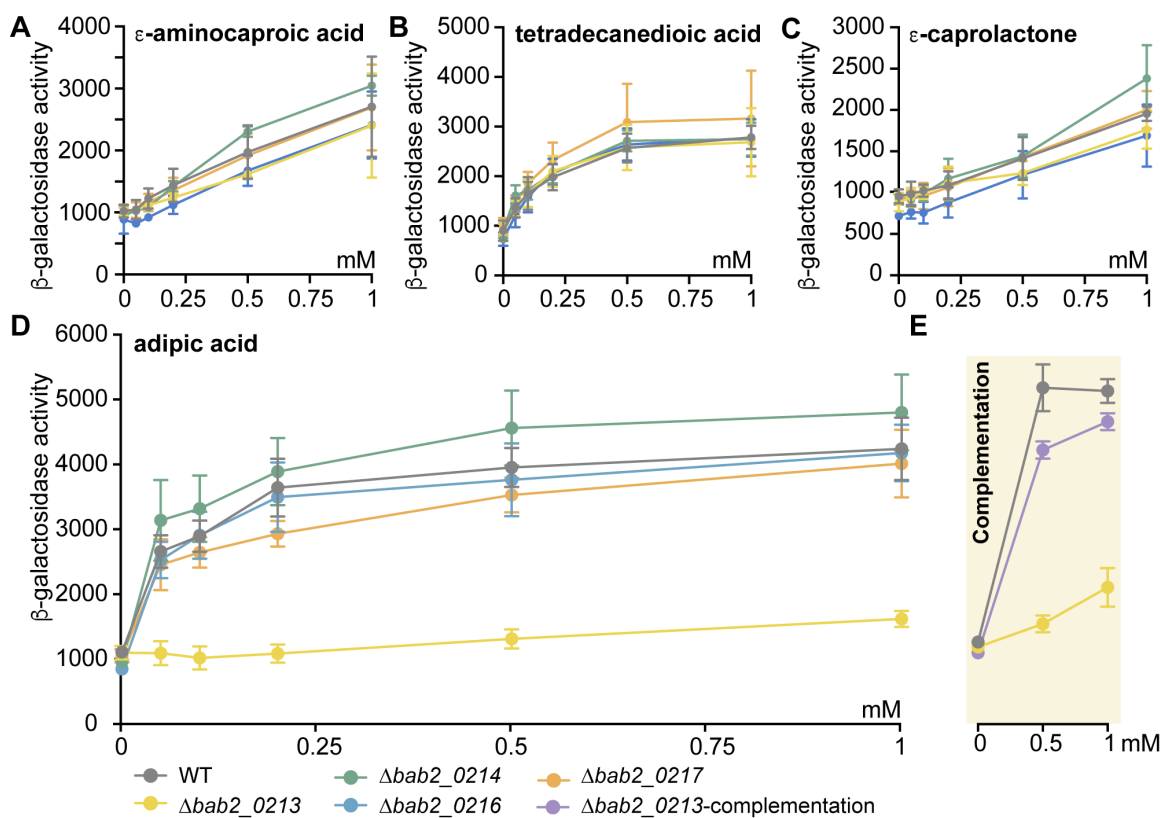 A
ε-aminocaproic acid
β-galactosidase activity
4000
3000
2000
1000
0
mM
0
0.25
0.5
0.75
1
B
tetradecanedioic acid
β-galactosidase activity
5000
4000
3000
2000
1000
0
mM
0
0.25
0.5
0.75
1
C
ε-caprolactone
β-galactosidase activity
3000
2500
2000
1500
1000
500
0
mM
0
0.25
0.5
0.75
1
D
adipic acid
β-galactosidase activity
6000
5000
4000
3000
2000
1000
0
mM
0
0.25
0.5
0.75
1
E
Complementation
0
0.5
1
mM
WT
Δbab2_0214
Δbab2_0217
Δbab2_0213
Δbab2_0216
Δbab2_0213-complementation